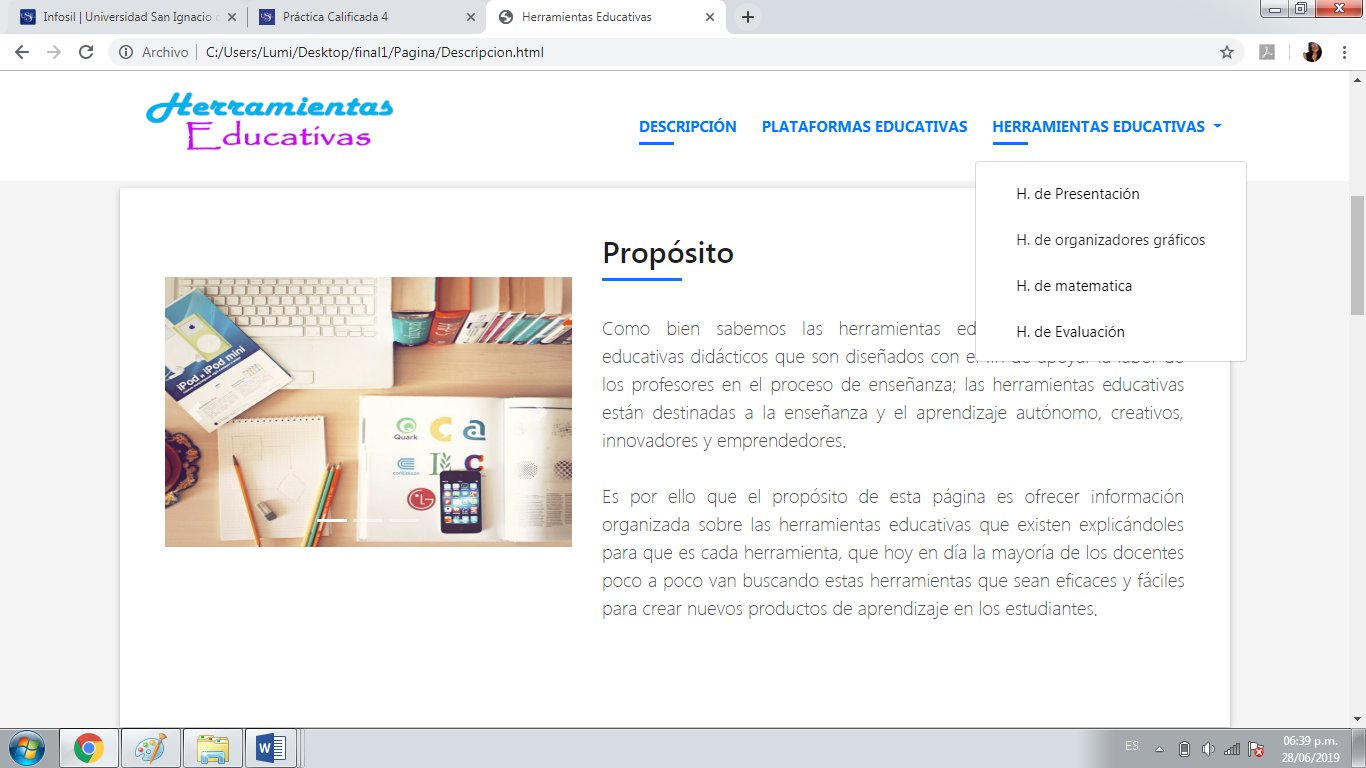 Infosil | Universidad San Ignacio
Práctica Calificada 4
Herramientas Educativas
Archivo
C:/Users/Lumi/Desktop/final1/Pagina/Descripcion.html
Herramientas
Educativas
DESCRIPCIÓN
PLATAFORMAS EDUCATIVAS
HERRAMIENTAS EDUCATIVAS
H. de Presentación
H. de organizadores gráficos
H. de matematica
H. de Evaluación
iPod x iPod mini
Quark
LG
Propósito
Como bien sabemos las herramientas
educativas didácticos que son diseñados con
los profesores en el proceso de enseñanza; las herramientas educativas
están destinadas a la enseñanza y el aprendizaje autónomo, creativos,
innovadores y emprendedores.
Es por ello que el propósito de esta página es ofrecer información
organizada sobre las herramientas educativas que existen explicándoles
para que es cada herramienta, que hoy en día la mayoría de los docentes
poco a poco van buscando estas herramientas que sean eficaces y fáciles
para crear nuevos productos de aprendizaje en los estudiantes.
ES
06:39 p.m.
28/06/2019